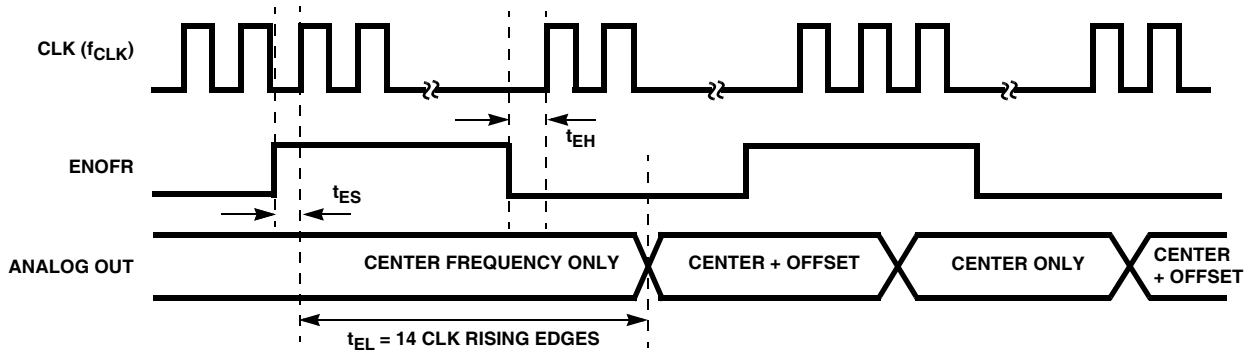 CLK (fCLK)
tEH
ENOFR
tES
ANALOG OUT
CENTER FREQUENCY ONLY
CENTER + OFFSET
CENTER ONLY
CENTER
+ OFFSET
tEL = 14 CLK RISING EDGES